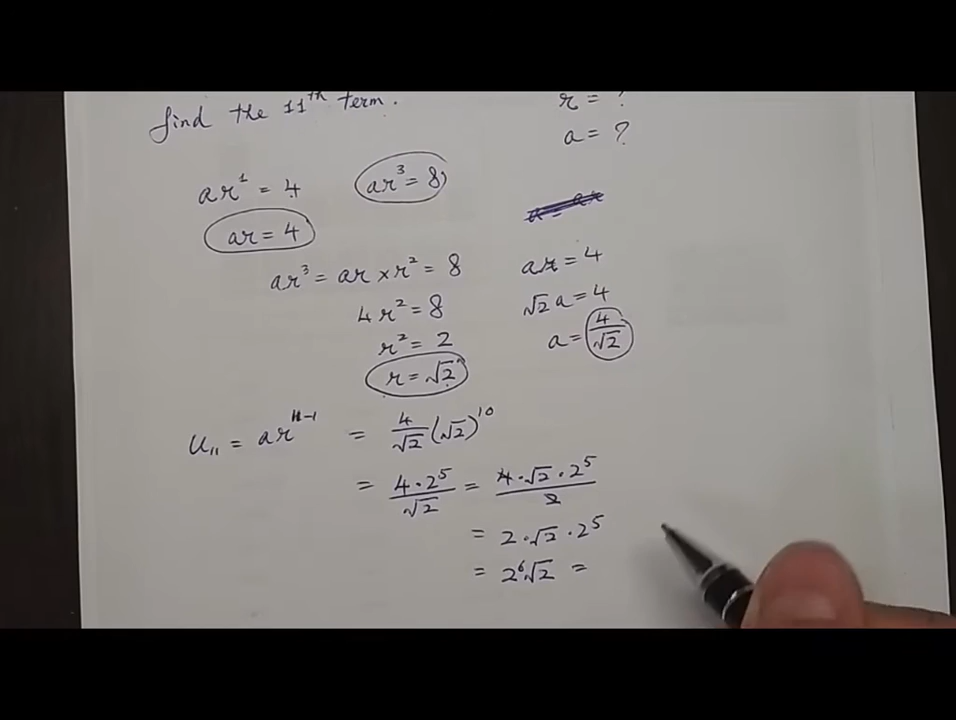 find the 11th term.
r = ?
a = ?
ar¹ = 4
ar³ = 8
ar = 4
ar³ = ar × r² = 8
ar = 4
4r² = 8
√2 a = 4
r² = 2
a = 4/√2
r = √2
U₁₁ = ar¹¹⁻¹ = 4/√2 (√2)¹⁰
= 4·2⁵/√2 = 4·√2·2⁵/2
= 2·√2·2⁵
= 2⁶√2 =